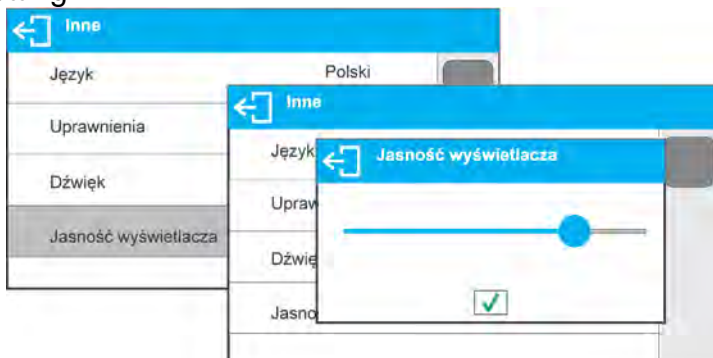 Inne
Język Polski
Uprawnienia
Dźwięk
Jasność wyświetlacza
Inne
Język
Upraw
Dźwię
Jasno
Jasność wyświetlacza